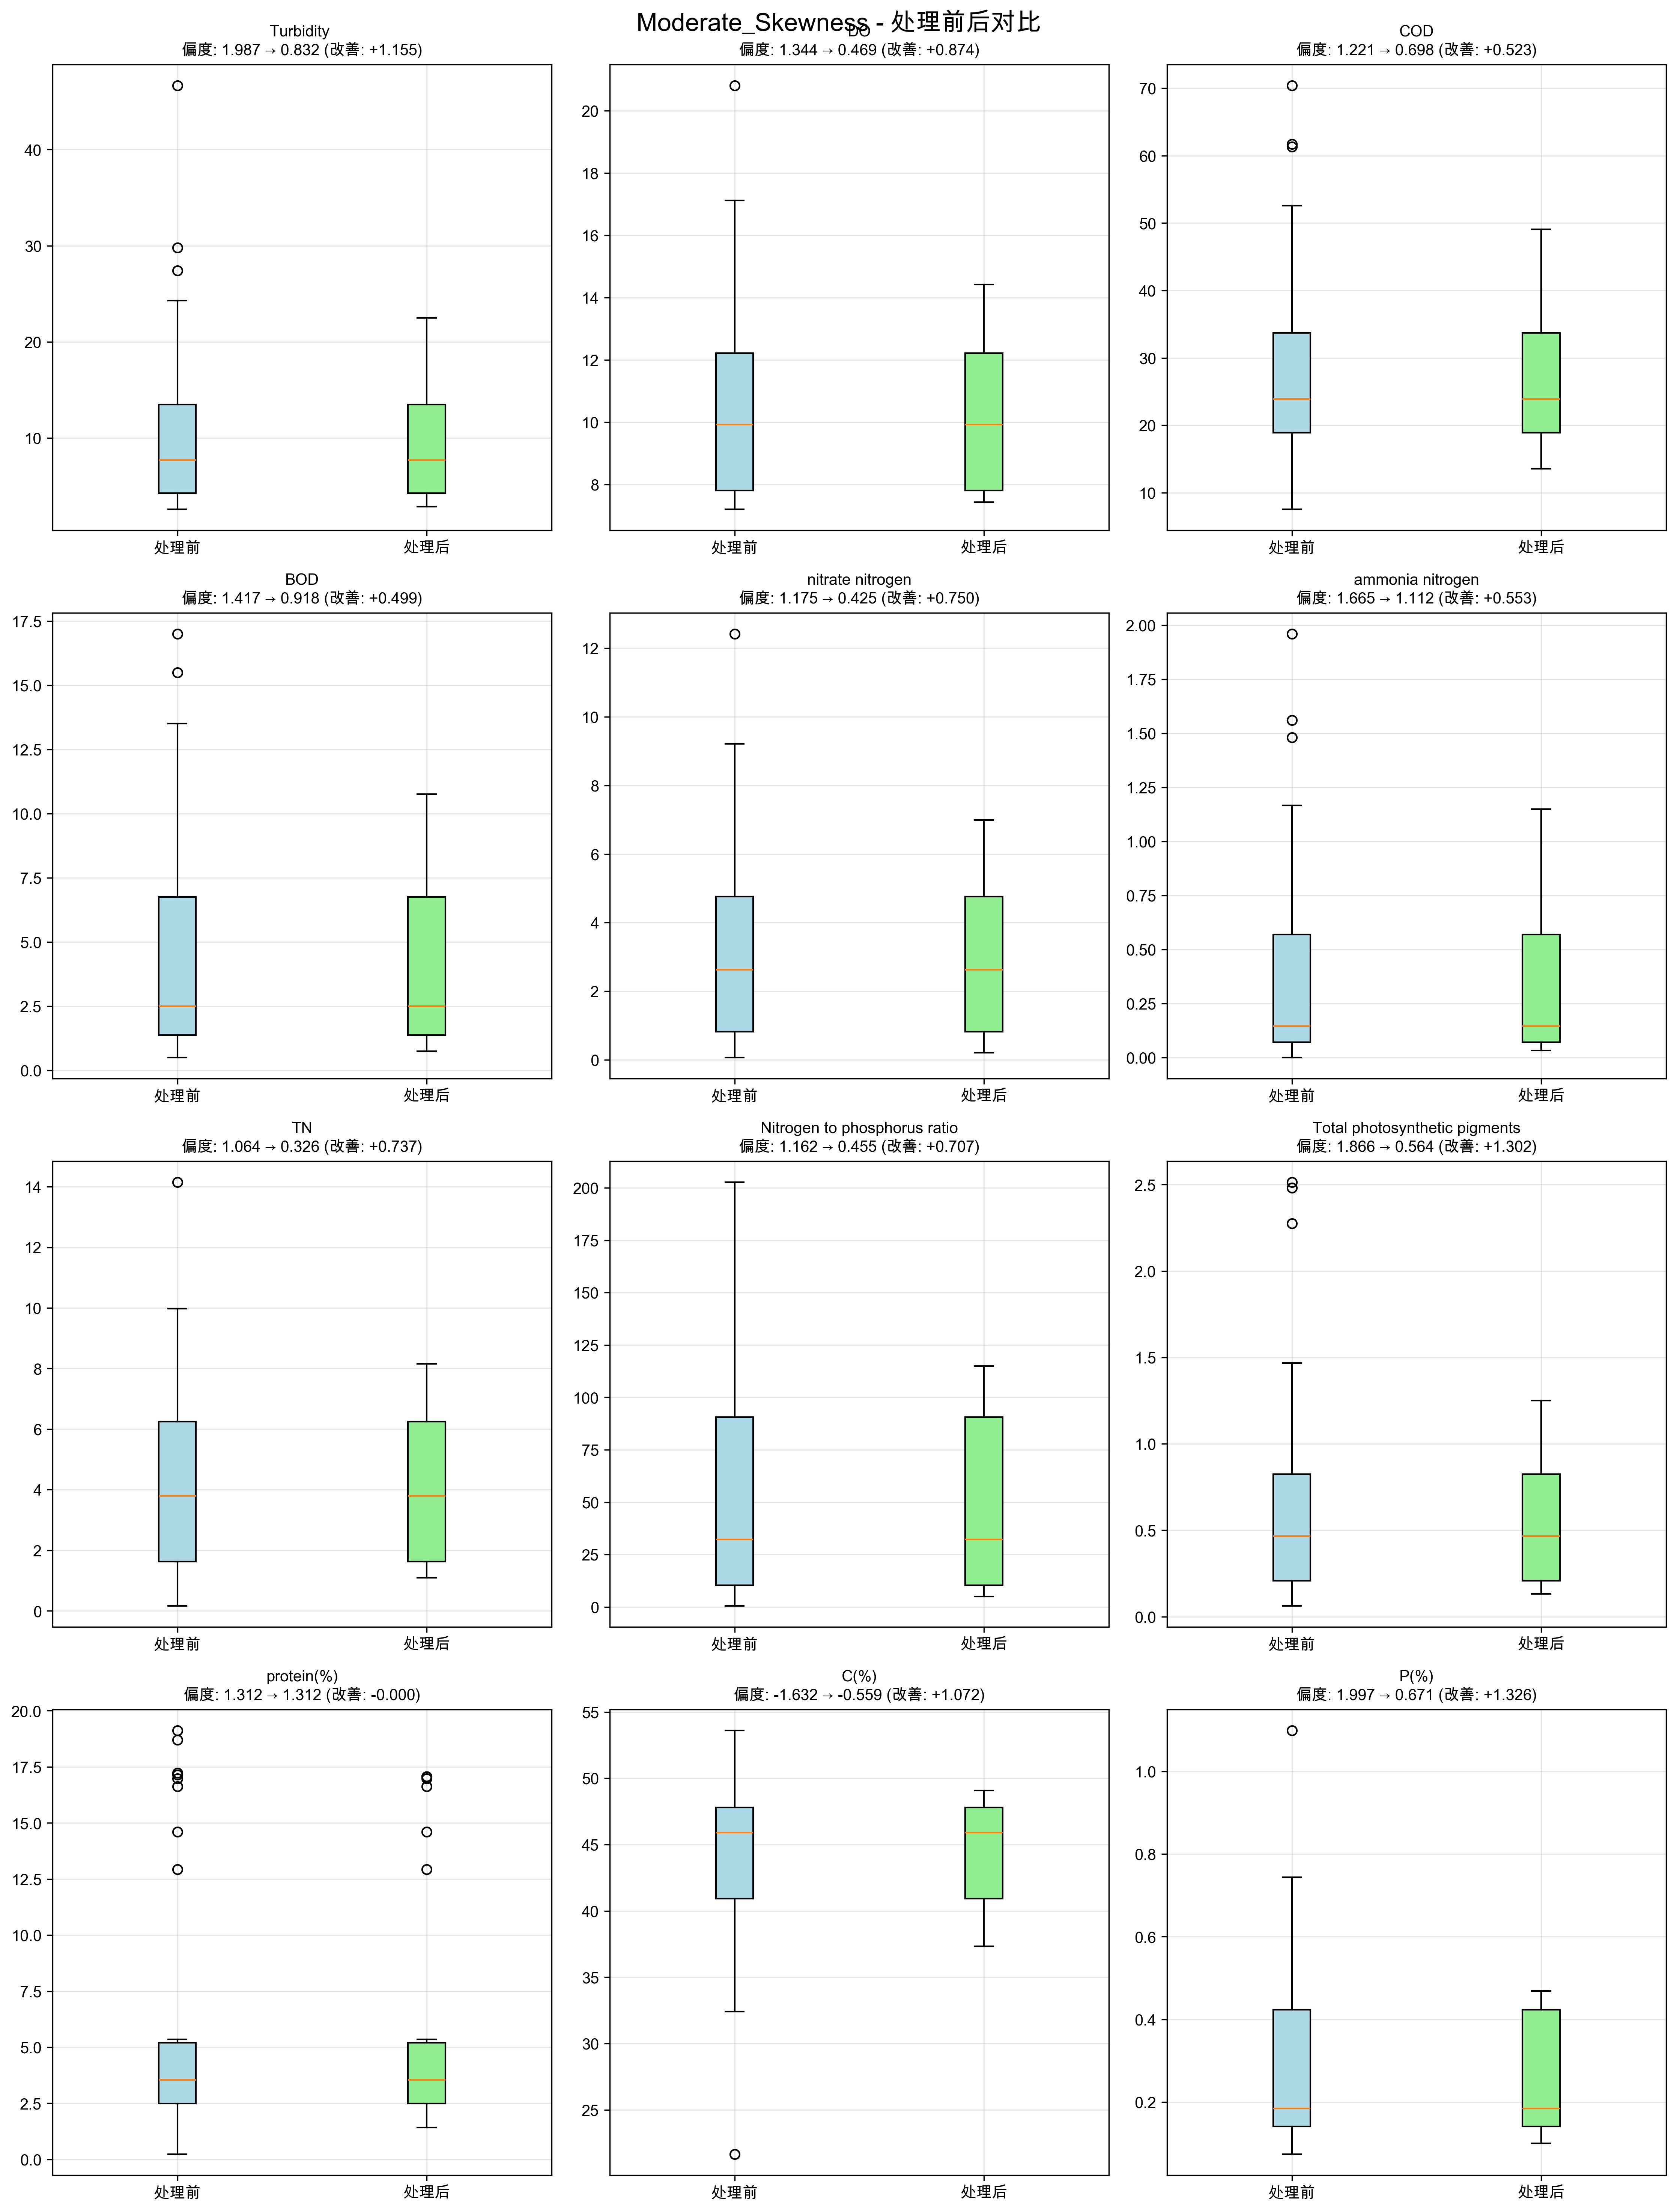 Moderate_Skewness - 处理前后对比
Turbidity
偏度: 1.987 → 0.832 (改善: +1.155)
40
30
20
10
处理前
处理后
DO
偏度: 1.344 → 0.469 (改善: +0.874)
20
18
16
14
12
10
8
处理前
处理后
COD
偏度: 1.221 → 0.698 (改善: +0.523)
70
60
50
40
30
20
10
处理前
处理后
BOD
偏度: 1.417 → 0.918 (改善: +0.499)
17.5
15.0
12.5
10.0
7.5
5.0
2.5
0.0
处理前
处理后
nitrate nitrogen
偏度: 1.175 → 0.425 (改善: +0.750)
12
10
8
6
4
2
0
处理前
处理后
ammonia nitrogen
偏度: 1.665 → 1.112 (改善: +0.553)
2.00
1.75
1.50
1.25
1.00
0.75
0.50
0.25
0.00
处理前
处理后
TN
偏度: 1.064 → 0.326 (改善: +0.737)
14
12
10
8
6
4
2
0
处理前
处理后
Nitrogen to phosphorus ratio
偏度: 1.162 → 0.455 (改善: +0.707)
200
175
150
125
100
75
50
25
0
处理前
处理后
Total photosynthetic pigments
偏度: 1.866 → 0.564 (改善: +1.302)
2.5
2.0
1.5
1.0
0.5
0.0
处理前
处理后
protein(%)
偏度: 1.312 → 1.312 (改善: -0.000)
20.0
17.5
15.0
12.5
10.0
7.5
5.0
2.5
0.0
处理前
处理后
C(%)
偏度: -1.632 → -0.559 (改善: +1.072)
55
50
45
40
35
30
25
处理前
处理后
P(%)
偏度: 1.997 → 0.671 (改善: +1.326)
1.0
0.8
0.6
0.4
0.2
处理前
处理后